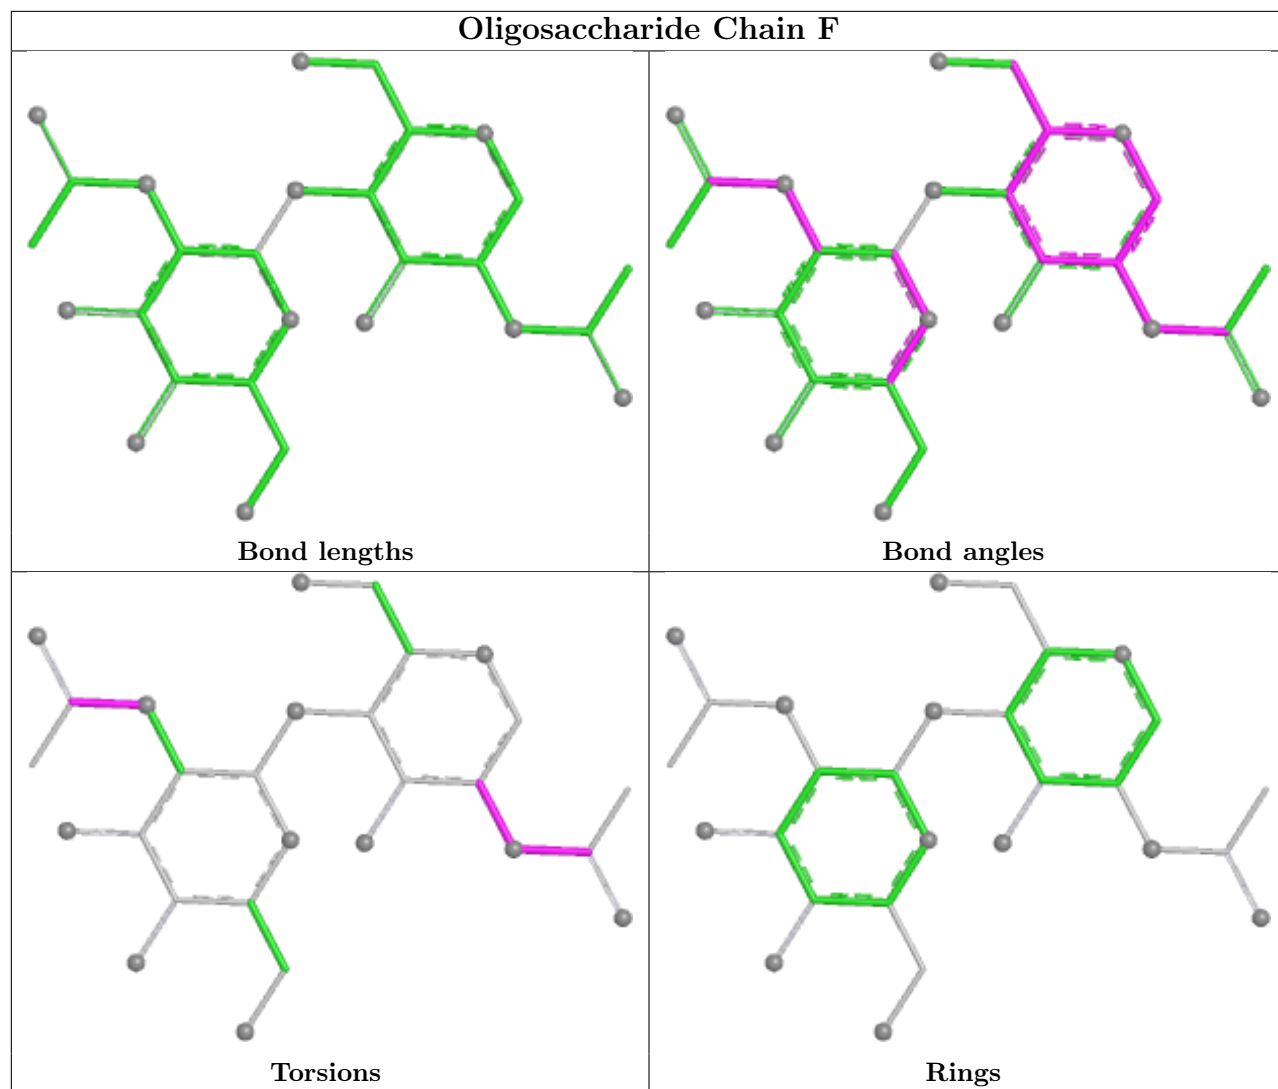 Oligosaccharide Chain F
Bond lengths
Bond angles
Torsions
Rings